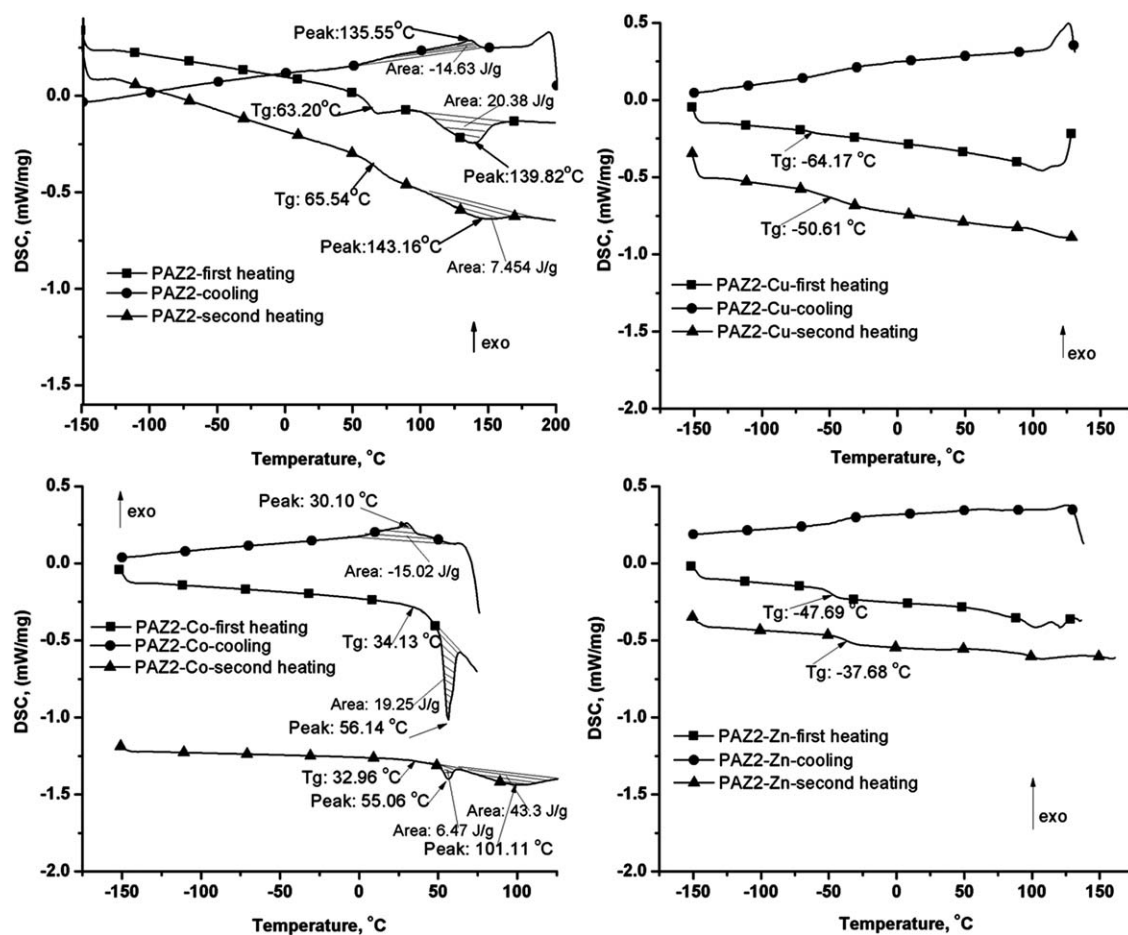 0.5
0.0
-0.5
-1.0
-1.5
DSC, (mW/mg)
Peak:135.55°C
Area: -14.63 J/g
Area: 20.38 J/g
Tg:63.20°C
Peak:139.82°C
Tg: 65.54°C
Peak:143.16°C
Area: 7.454 J/g
PAZ2-first heating
PAZ2-cooling
PAZ2-second heating
exo
-150 -100 -50 0 50 100 150 200
Temperature, °C
0.5
0.0
-0.5
-1.0
-1.5
-2.0
DSC, (mW/mg)
Tg: -64.17 °C
Tg: -50.61 °C
PAZ2-Cu-first heating
PAZ2-Cu-cooling
PAZ2-Cu-second heating
exo
-150 -100 -50 0 50 100 150
Temperature, °C
0.5
0.0
-0.5
-1.0
-1.5
-2.0
DSC, (mW/mg)
exo
Peak: 30.10 °C
Area: -15.02 J/g
PAZ2-Co-first heating
PAZ2-Co-cooling
PAZ2-Co-second heating
Tg: 34.13 °C
Area: 19.25 J/g
Peak: 56.14 °C
Tg: 32.96 °C
Peak: 55.06 °C
Area: 43.3 J/g
Area: 6.47 J/g
Peak: 101.11 °C
-150 -100 -50 0 50 100
Temperature, °C
0.5
0.0
-0.5
-1.0
-1.5
-2.0
DSC, (mW/mg)
Tg: -47.69 °C
Tg: -37.68 °C
PAZ2-Zn-first heating
PAZ2-Zn-cooling
PAZ2-Zn-second heating
exo
-150 -100 -50 0 50 100 150
Temperature, °C